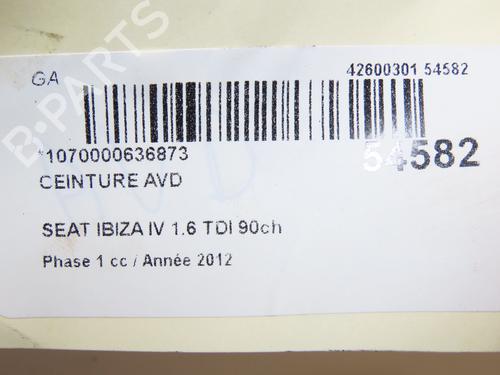 GA
42600301 54582
*1070000636873
54582
CEINTURE AVD
AVD
SEAT IBIZA IV 1.6 TDI 90ch
Phase 1 cc / Année 2012
B-PARTS